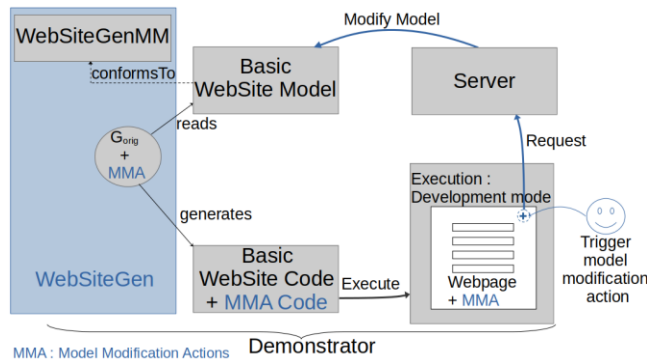 WebSiteGenMM
Modify Model
conformsTo
Basic
WebSite Model
Server
reads
Gorig
+
MMA
Request
generates
Execution :
Development mode
WebSiteGen
Basic
WebSite Code
+ MMA Code
Execute
Webpage
+ MMA
Trigger
model
modification
action
Demonstrator
MMA : Model Modification Actions